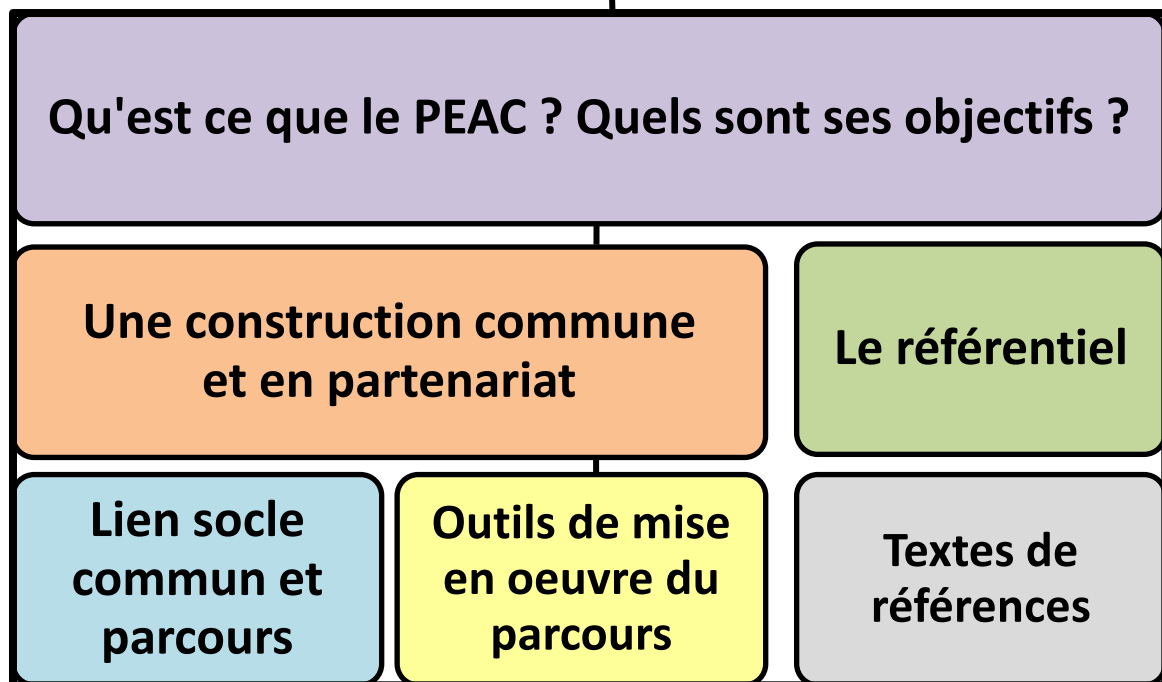 Qu'est ce que le PEAC ? Quels sont ses objectifs ?
Une construction commune
et en partenariat
Le référentiel
Lien socle
commun et
parcours
Outils de mise
en oeuvre du
parcours
Textes de
références